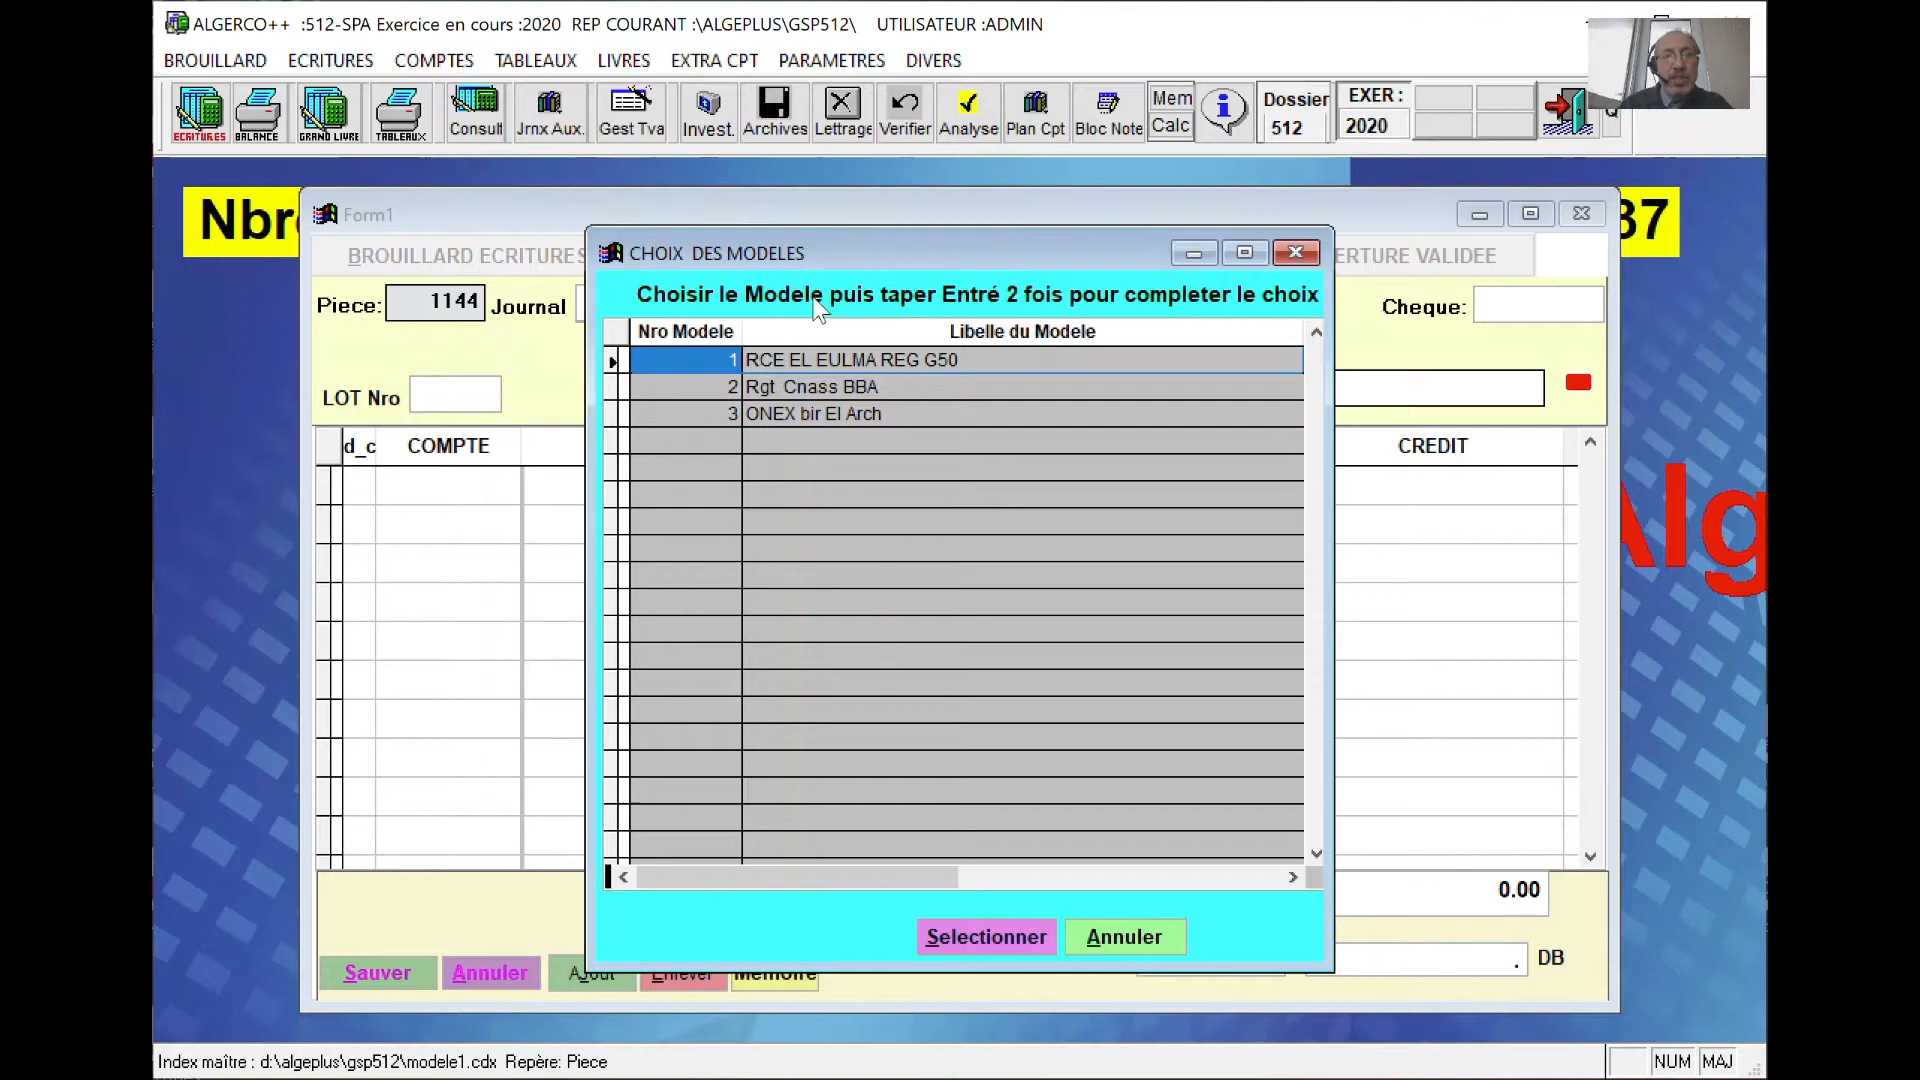 ALGERCO++ :512-SPA Exercice en cours :2020 REP COURANT :\ALGEPLUS\GSP512\ UTILISATEUR :ADMIN
BROUILLARD ECRITURES COMPTES TABLEAUX LIVRES EXTRA CPT PARAMETRES DIVERS
ECRITURES BALANCE GRAND LIVRE TABLEAUX Consult Jrnx Aux. Gest Tva Invest. Archives Lettrage Verifier Analyse Plan Cpt Bloc Note Mem Calc Dossier 512 EXER : 2020
Form1
CHOIX DES MODELES
BROUILLARD ECRITURES
ERTURE VALIDEE
Choisir le Modele puis taper Entré 2 fois pour completer le choix
Piece: 1144 Journal
Cheque:
Nro Modele Libelle du Modele
1 RCE EL EULMA REG G50
2 Rgt Cnass BBA
3 ONEX bir El Arch
LOT Nro
d_c COMPTE
CREDIT
0.00
Selectionner Annuler
. DB
Sauver Annuler Ajout Enlever Memoire
Alg
Index maître : d:\algeplus\gsp512\modele1.cdx Repère: Piece
NUM MAJ